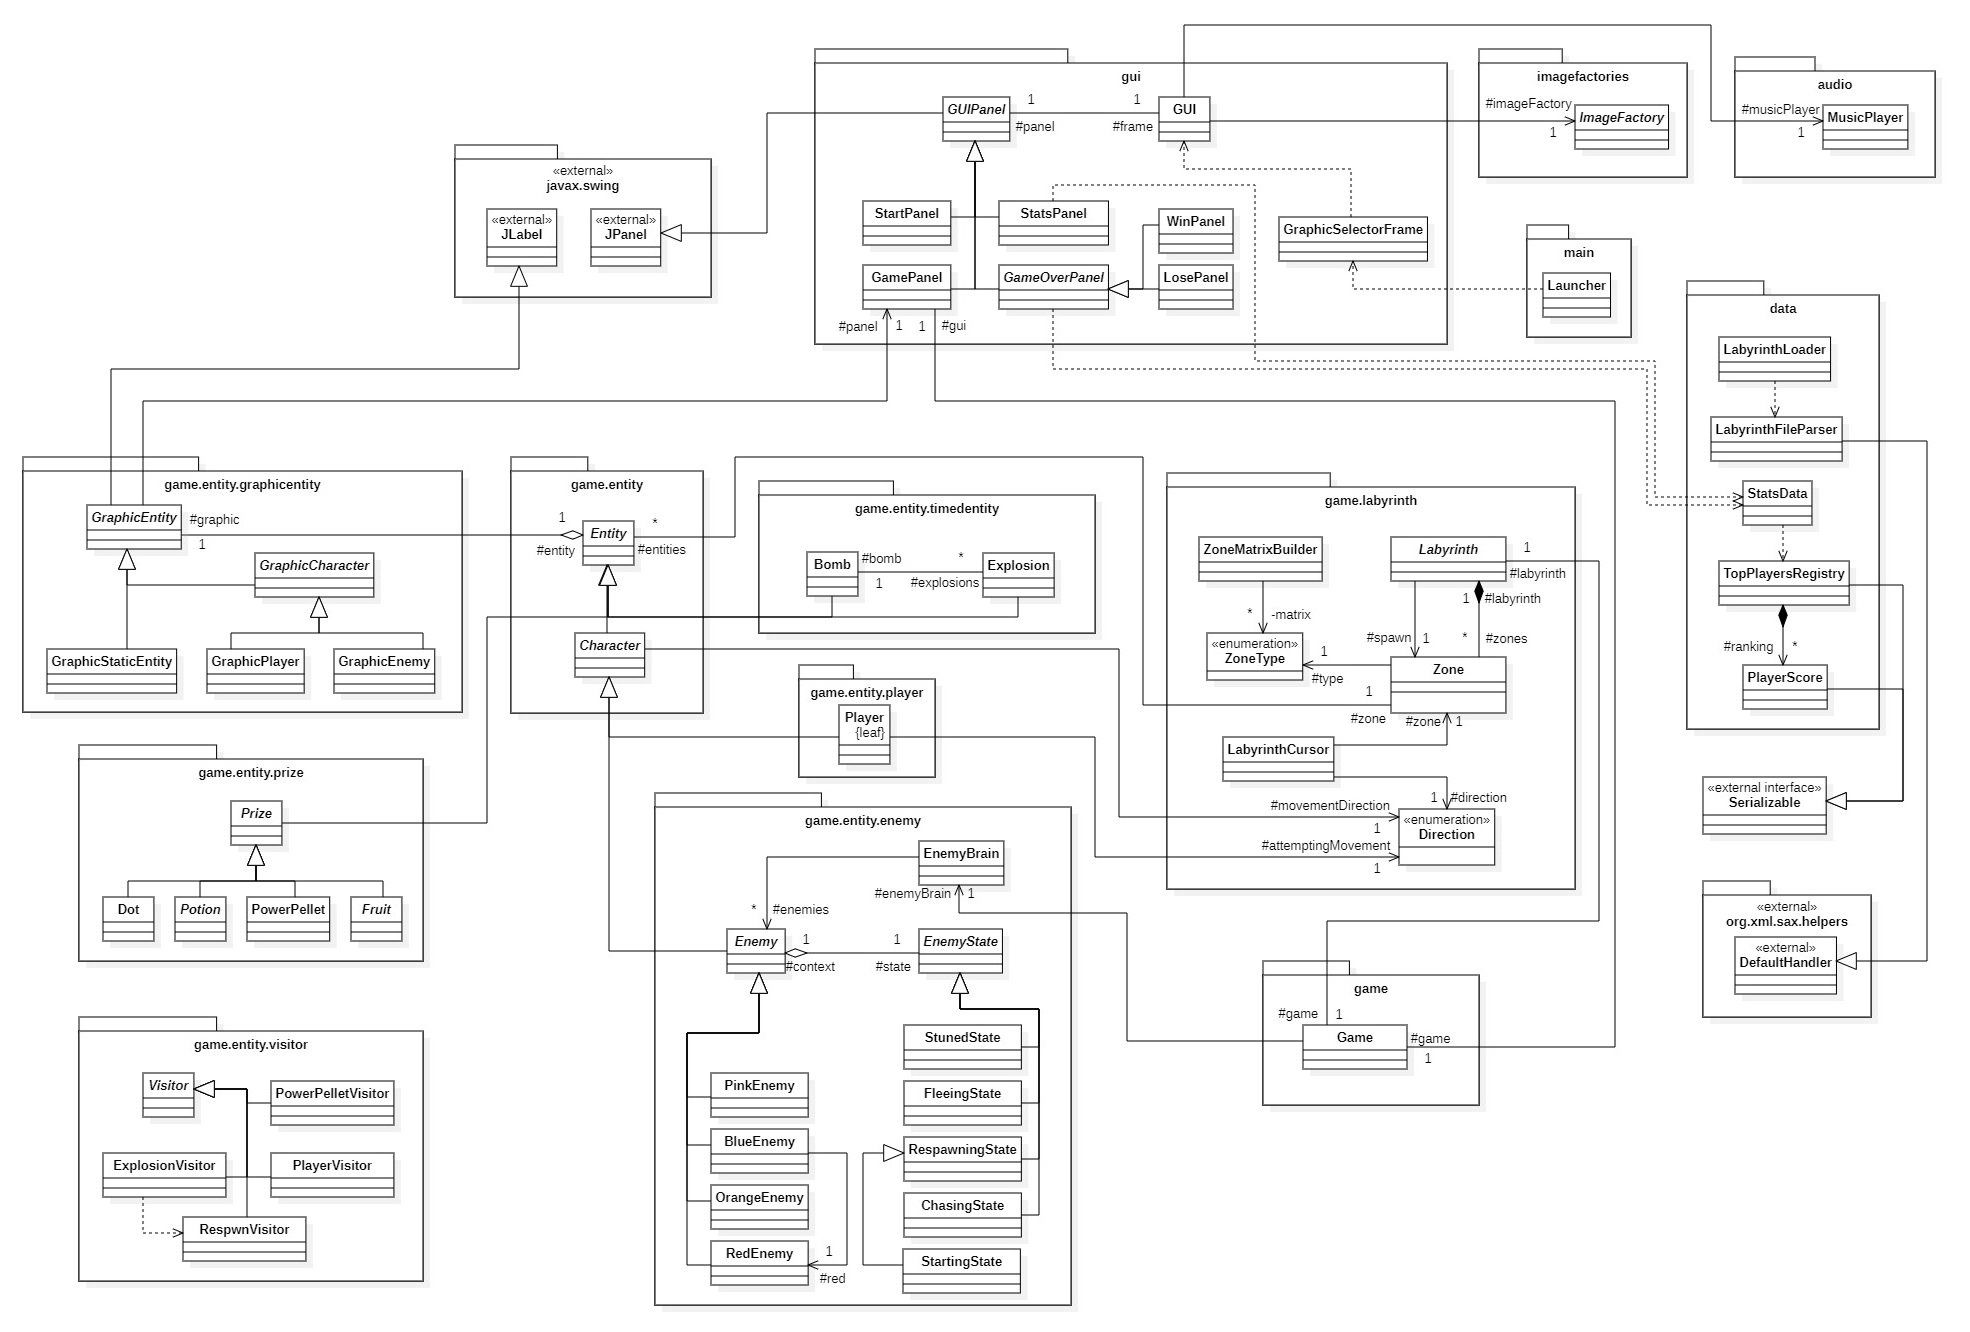 gui
GUIPanel
1
#panel
1
#frame
GUI
StartPanel
StatsPanel
WinPanel
GraphicSelectorFrame
GamePanel
GameOverPanel
LosePanel
#panel
1
1
#gui
imagefactories
#imageFactory
1
ImageFactory
audio
#musicPlayer
1
MusicPlayer
«external»
javax.swing
«external»
JLabel
«external»
JPanel
main
Launcher
data
LabyrinthLoader
LabyrinthFileParser
StatsData
TopPlayersRegistry
#ranking
*
PlayerScore
game.entity.graphicentity
GraphicEntity
#graphic
1
GraphicCharacter
GraphicStaticEntity
GraphicPlayer
GraphicEnemy
game.entity
1
#entity
Entity
*
#entities
Character
game.entity.timedentity
Bomb
#bomb
1
*
#explosions
Explosion
game.entity.player
Player
{leaf}
game.labyrinth
ZoneMatrixBuilder
Labyrinth
1
#labyrinth
1
#labyrinth
*
-matrix
«enumeration»
ZoneType
1
#type
#spawn
1
*
#zones
Zone
1
#zone
#zone
1
LabyrinthCursor
1
#direction
#movementDirection
1
«enumeration»
Direction
#attemptingMovement
1
game.entity.prize
Prize
Dot
Potion
PowerPellet
Fruit
game.entity.visitor
Visitor
PowerPelletVisitor
ExplosionVisitor
PlayerVisitor
RespwnVisitor
game.entity.enemy
EnemyBrain
#enemyBrain
1
*
#enemies
Enemy
1
#context
1
#state
EnemyState
StunedState
PinkEnemy
FleeingState
BlueEnemy
RespawningState
OrangeEnemy
ChasingState
RedEnemy
1
#red
StartingState
game
#game
1
Game
#game
1
«external interface»
Serializable
«external»
org.xml.sax.helpers
«external»
DefaultHandler